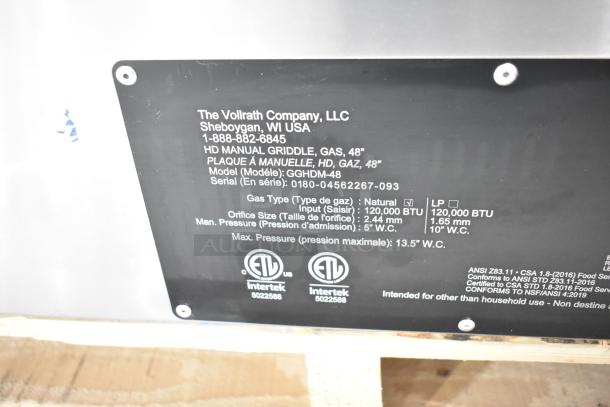 The Vollrath Company, LLC
Sheboygan, WI USA
1-888-882-6845
HD MANUAL GRIDDLE, GAS, 48"
PLAQUE À MANUELLE, HD, GAZ, 48"
Model (Modéle): GGHDM-48
Serial (En série): 0180-04562267-093
Gas Type (Type de gaz) : Natural ☑ LP ☐
Input (Saisir) : 120,000 BTU 120,000 BTU
Orifice Size (Taille de l'orifice) : 2.44 mm 1.65 mm
Man. Pressure (Pression d'admission) : 5" W.C. 10" W.C.
Max. Pressure (pression maximale): 13.5" W.C.
C ETL US ETL
Intertek Intertek
5022588 5022588
ANSI Z83.11 • CSA 1.8-(2016) Food Serv
Conforms to ANSI STD Z83.11-2016
Certified to CSA STD 1.8-2016 Food Serv
CONFORMS TO NSF/ANSI 4:2019
Intended for other than household use - Non destine